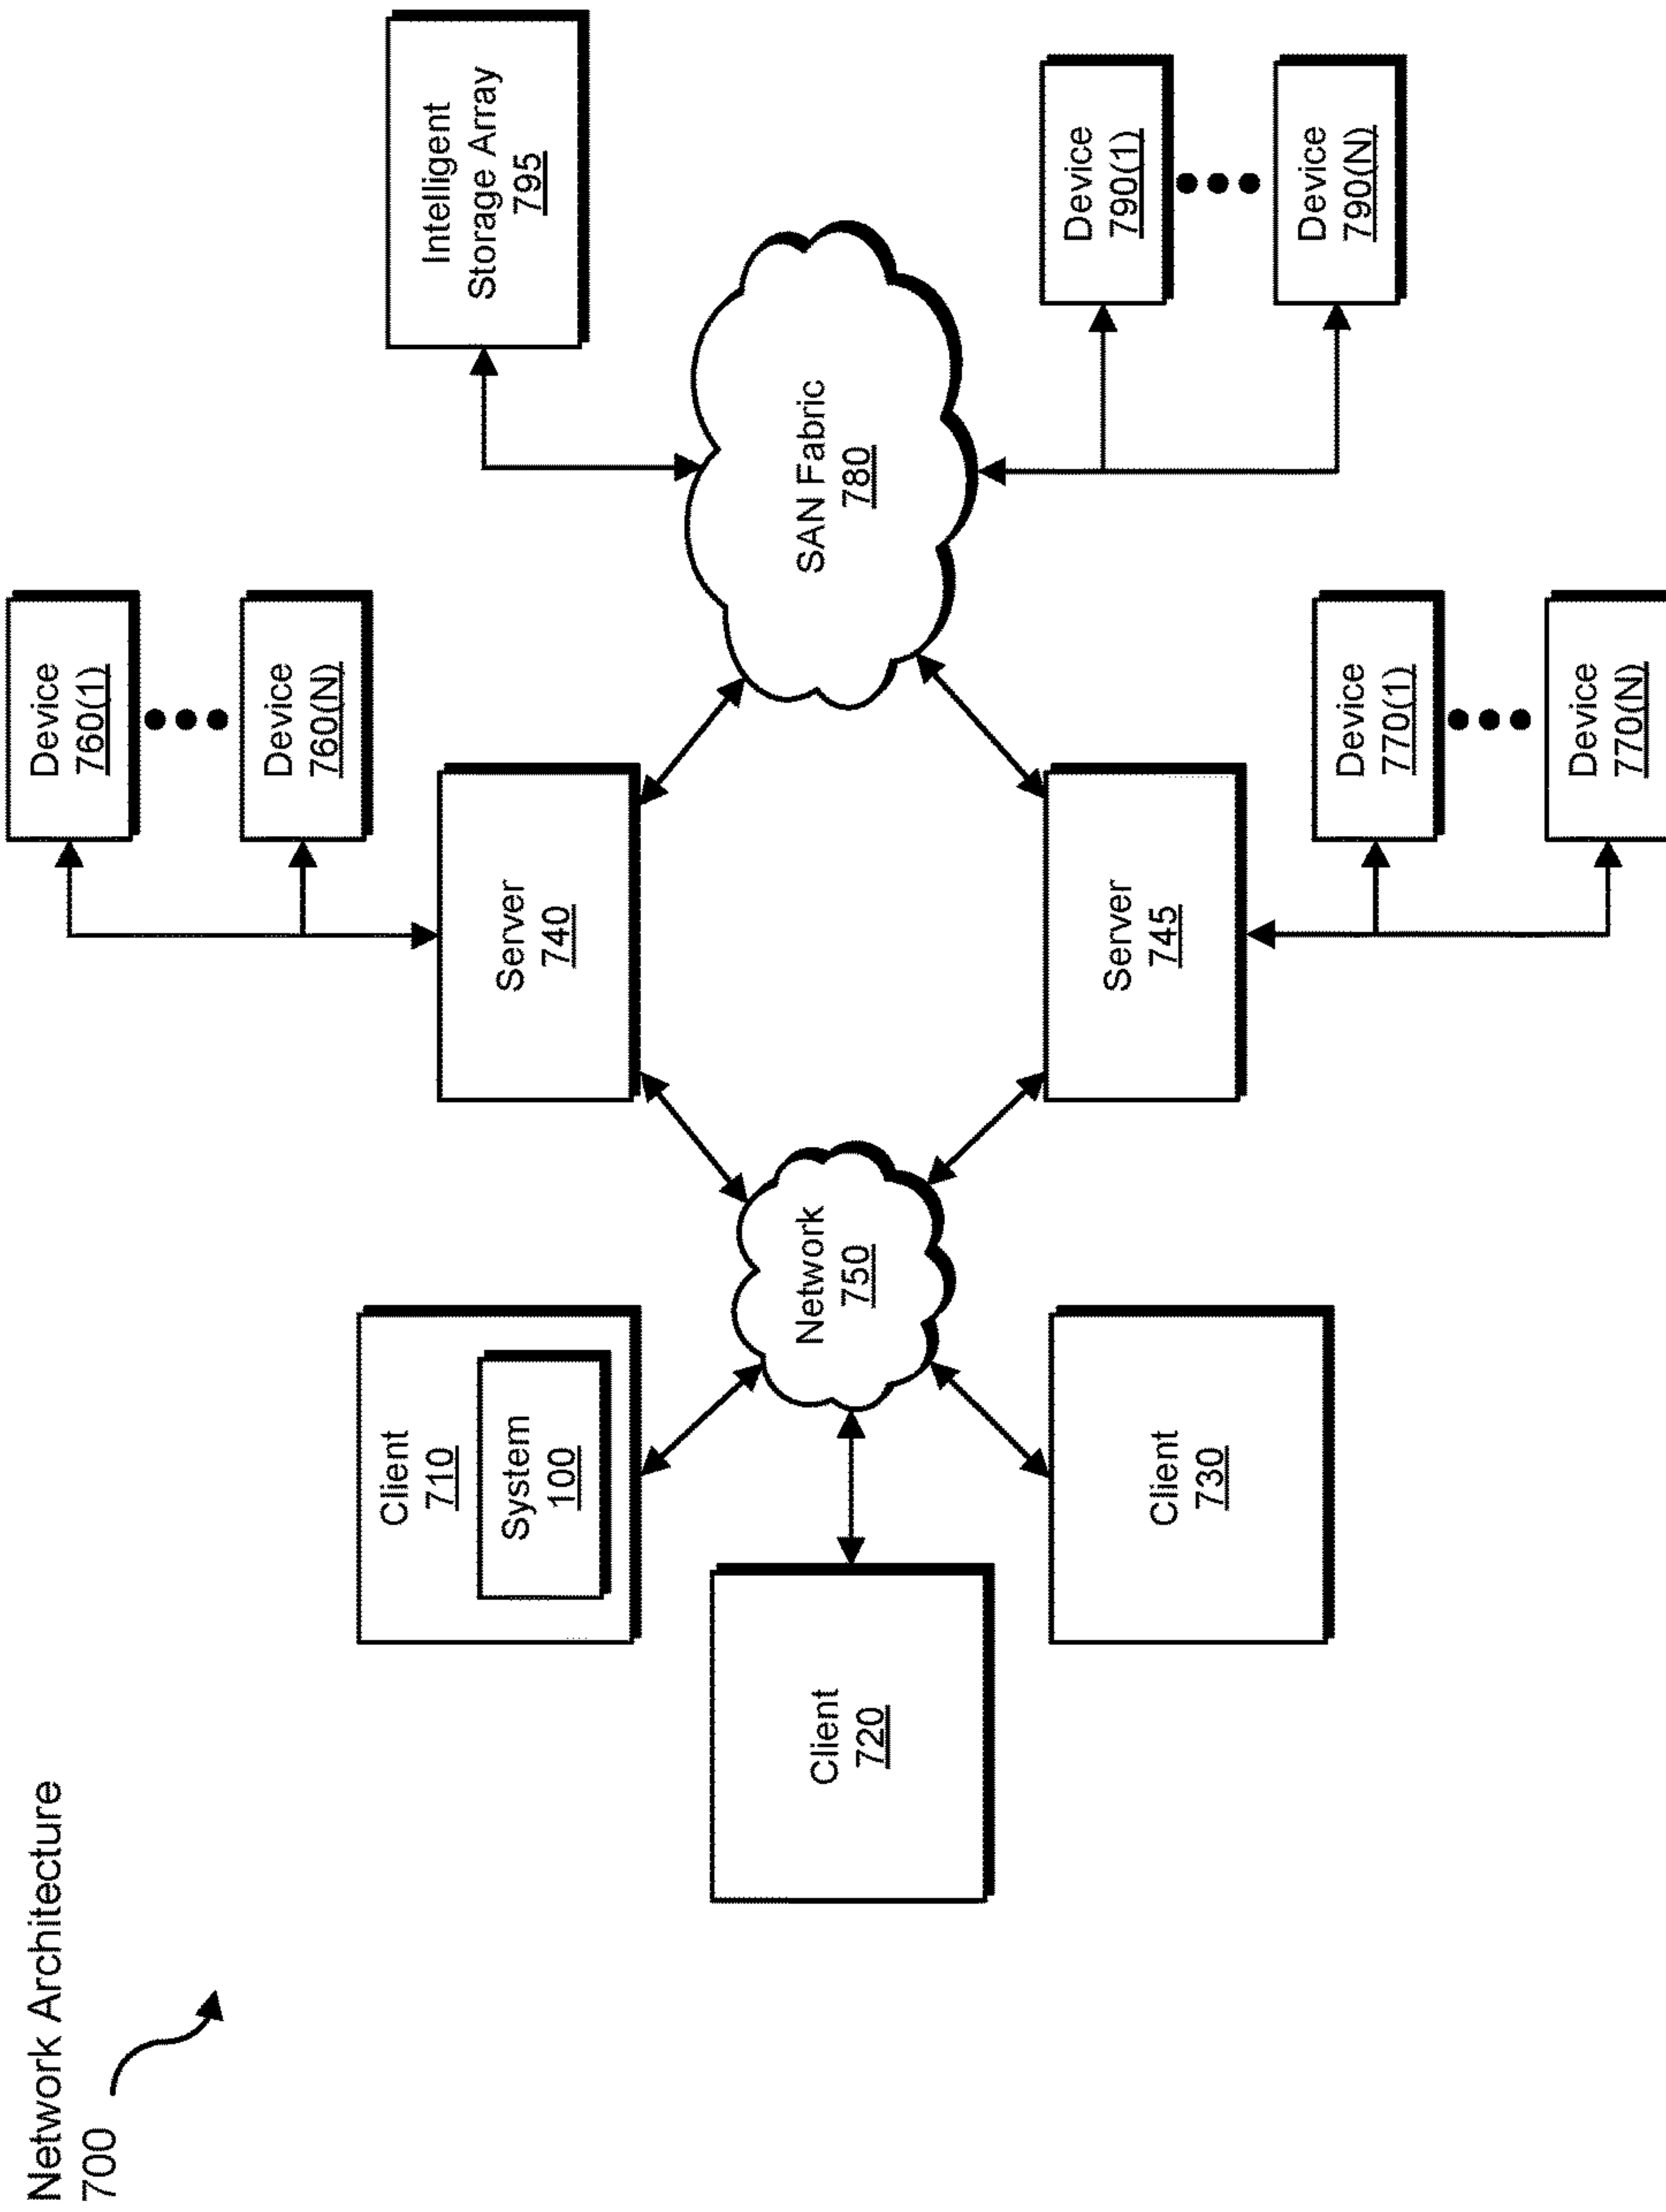 Network Architecture
700
Client
710
System
100
Client
720
Client
730
Network
750
Server
740
Server
745
Device
760(1)
Device
760(N)
Device
770(1)
Device
770(N)
SAN Fabric
780
Intelligent
Storage Array
795
Device
790(1)
Device
790(N)